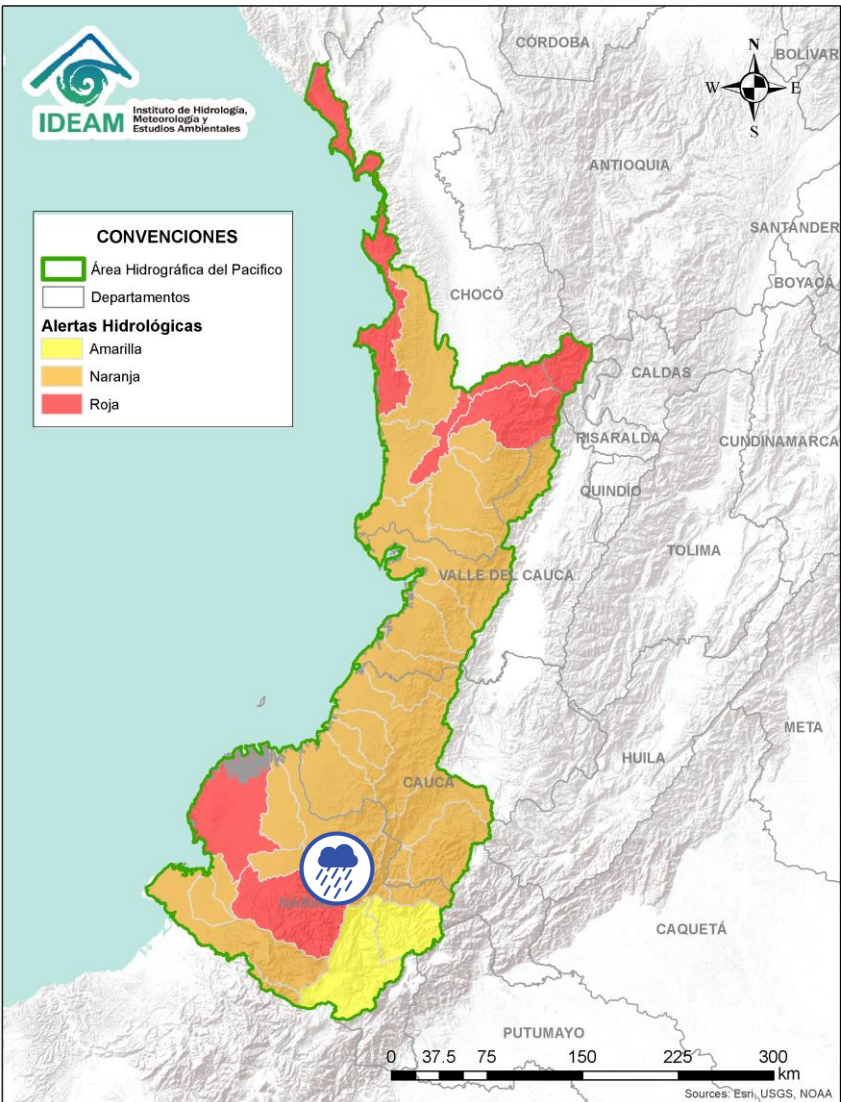 IDEAM
Instituto de Hidrología,
Meteorología y
Estudios Ambientales
N
W
E
S
CÓRDOBA
BOLIVAR
ANTIOQUIA
SANTANDER
BOYACÁ
CHOCÓ
CALDAS
RISARALDA
CUNDINAMARCA
QUINDÍO
TOLIMA
VALLE DEL CAUCA
META
HUILA
CAUCA
CAQUETÁ
PUTUMAYO
CONVENCIONES
Área Hidrográfica del Pacifico
Departamentos
Alertas Hidrológicas
Amarilla
Naranja
Roja
0 37.5 75 150 225 300
km
Sources: Esri, USGS, NOAA